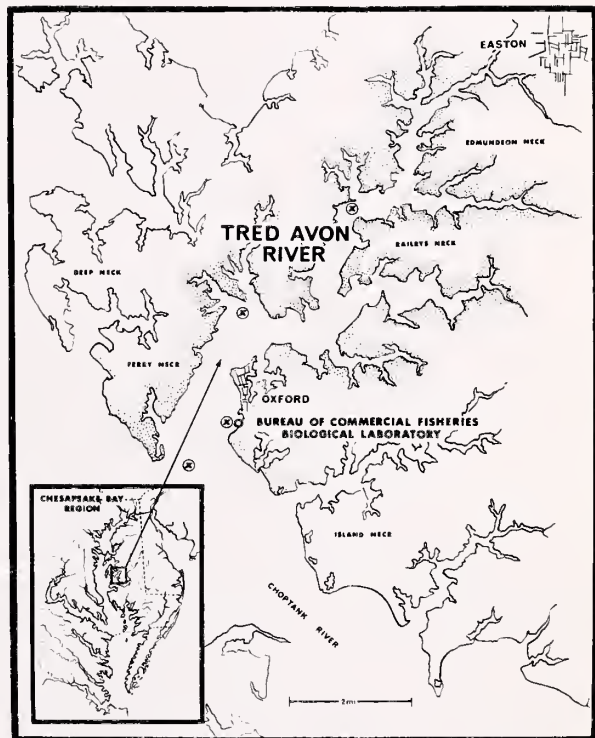 EASTON
EDMUNDSON NECK
TRED AVON
RIVER
BAILEYS NECK
DEEP NECK
FERRY NECK
OXFORD
BUREAU OF COMMERCIAL FISHERIES
BIOLOGICAL LABORATORY
CHESAPEAKE BAY
REGION
ISLAND NECK
CHOPTANK RIVER
2mi